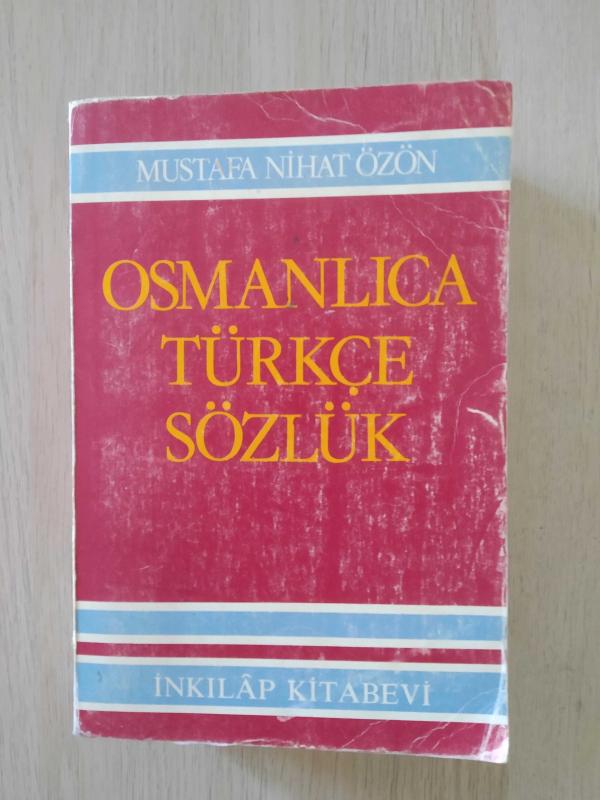 MUSTAFA NİHAT ÖZÖN
OSMANLICA
TÜRKÇE
SÖZLÜK
İNKILÂP KİTABEVİ